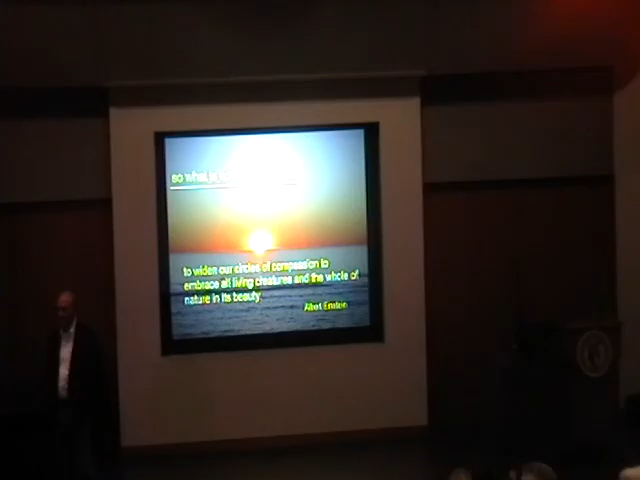 so what
to widen our circles of compassion to
embrace all living creatures and the whole of
nature in its beauty
Albert Einstein